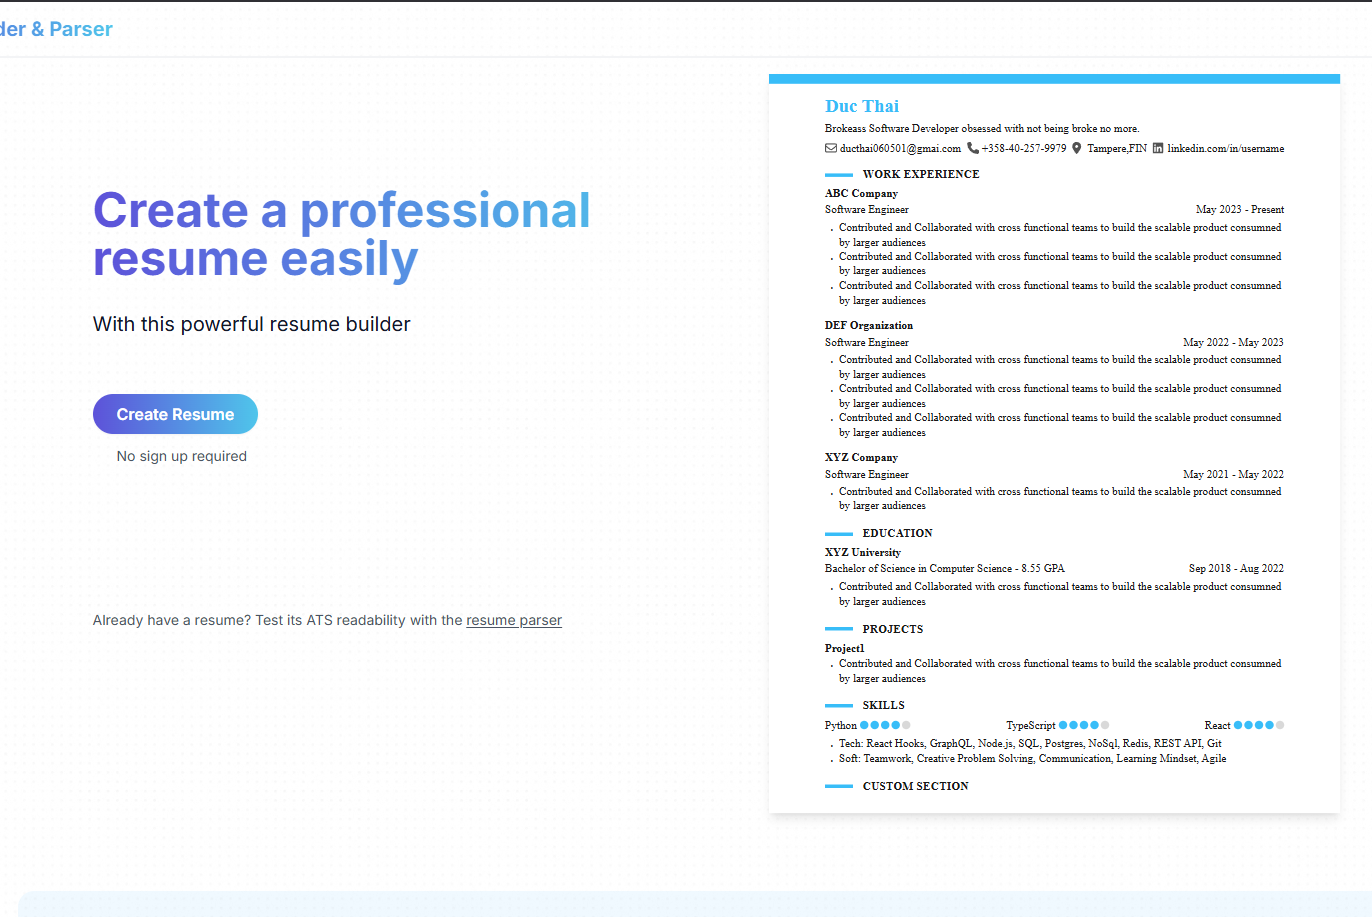 der & Parser
Create a professional
resume easily
With this powerful resume builder
Create Resume
No sign up required
Already have a resume? Test its ATS readability with the resume parser
Duc Thai
Brokeass Software Developer obsessed with not being broke no more.
ducthai060501@gmai.com +358-40-257-9979 Tampere,FIN linkedin.com/in/username
WORK EXPERIENCE
ABC Company
Software Engineer May 2023 - Present
. Contributed and Collaborated with cross functional teams to build the scalable product consumned
by larger audiences
. Contributed and Collaborated with cross functional teams to build the scalable product consumned
by larger audiences
. Contributed and Collaborated with cross functional teams to build the scalable product consumned
by larger audiences
DEF Organization
Software Engineer May 2022 - May 2023
. Contributed and Collaborated with cross functional teams to build the scalable product consumned
by larger audiences
. Contributed and Collaborated with cross functional teams to build the scalable product consumned
by larger audiences
. Contributed and Collaborated with cross functional teams to build the scalable product consumned
by larger audiences
XYZ Company
Software Engineer May 2021 - May 2022
. Contributed and Collaborated with cross functional teams to build the scalable product consumned
by larger audiences
EDUCATION
XYZ University
Bachelor of Science in Computer Science - 8.55 GPA Sep 2018 - Aug 2022
. Contributed and Collaborated with cross functional teams to build the scalable product consumned
by larger audiences
PROJECTS
Project1
. Contributed and Collaborated with cross functional teams to build the scalable product consumned
by larger audiences
SKILLS
Python TypeScript React
. Tech: React Hooks, GraphQL, Node.js, SQL, Postgres, NoSql, Redis, REST API, Git
. Soft: Teamwork, Creative Problem Solving, Communication, Learning Mindset, Agile
CUSTOM SECTION